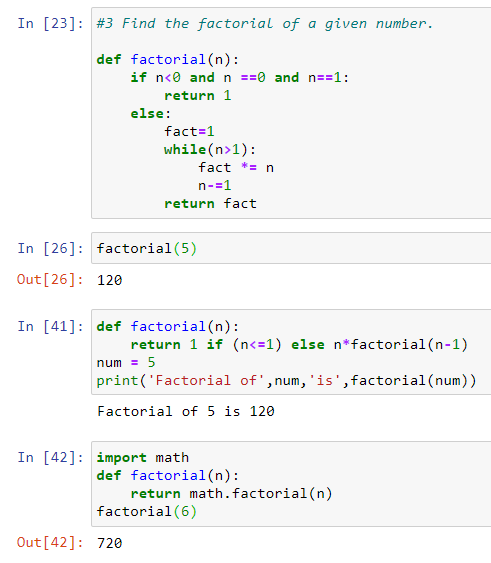 In [23]: #3 Find the factorial of a given number.
def factorial(n):
    if n<0 and n ==0 and n==1:
        return 1
    else:
        fact=1
        while(n>1):
            fact *= n
            n-=1
        return fact
In [26]: factorial(5)
Out[26]: 120
In [41]: def factorial(n):
    return 1 if (n<=1) else n*factorial(n-1)
num = 5
print('Factorial of',num,'is',factorial(num))
Factorial of 5 is 120
In [42]: import math
def factorial(n):
    return math.factorial(n)
factorial(6)
Out[42]: 720